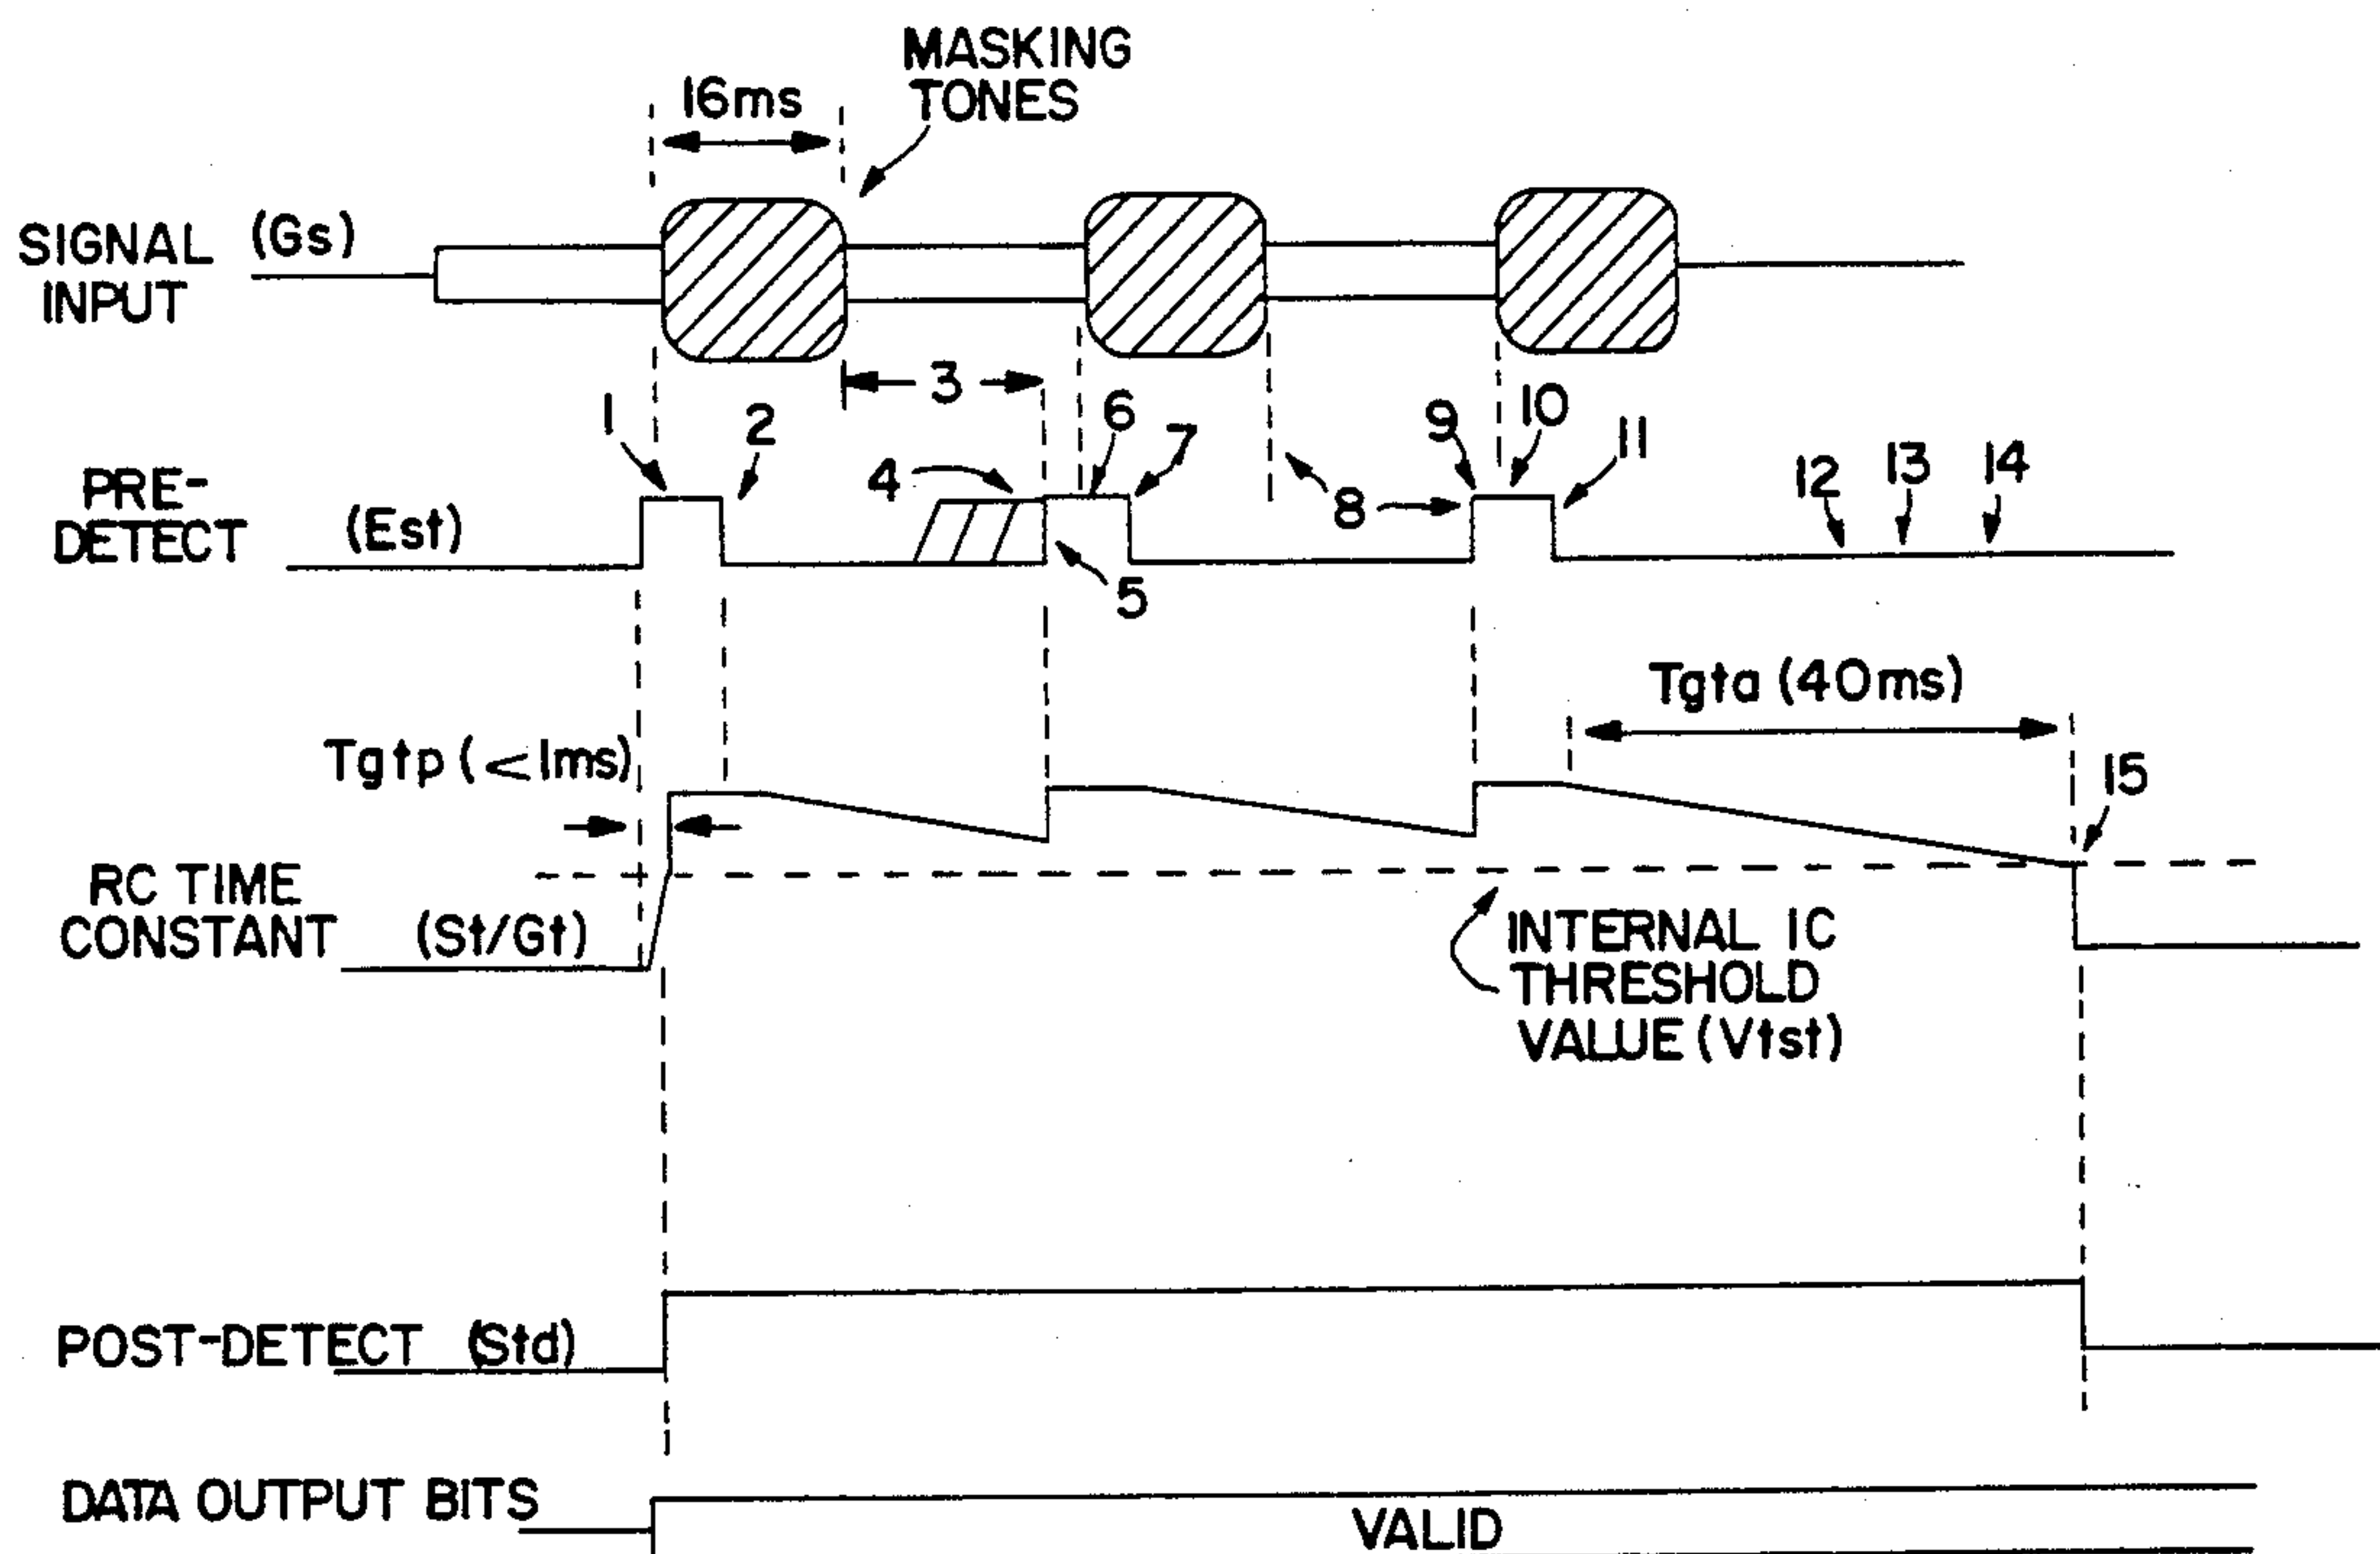 MASKING
TONES
16ms
SIGNAL (Gs)
INPUT
3
1
2
4
5
6
7
8
9
10
11
12
13
14
PRE-
DETECT (Est)
Tgta (40ms)
Tgtp (<1ms)
15
RC TIME
CONSTANT (St/Gt)
INTERNAL IC
THRESHOLD
VALUE (Vtst)
POST-DETECT (Std)
DATA OUTPUT BITS
VALID